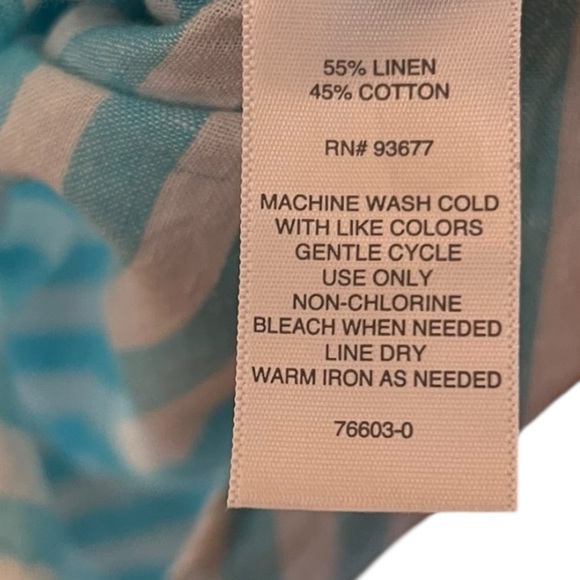 55% LINEN
45% COTTON
RN# 93677
MACHINE WASH COLD
WITH LIKE COLORS
GENTLE CYCLE
USE ONLY
NON-CHLORINE
BLEACH WHEN NEEDED
LINE DRY
WARM IRON AS NEEDED
76603-0